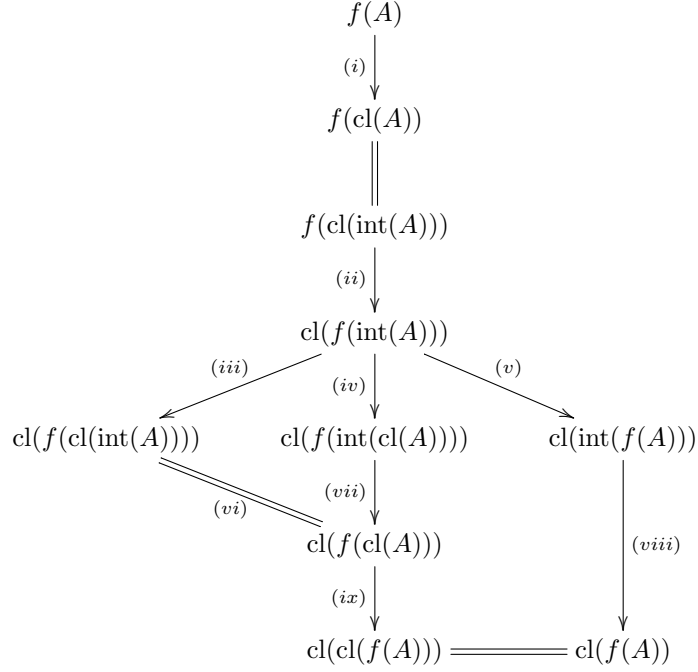 f(A)
(i)
f(cl(A))
f(cl(int(A)))
(ii)
cl(f(int(A)))
(iii) (iv) (v)
cl(f(cl(int(A)))) cl(f(int(cl(A)))) cl(int(f(A)))
(vi) (vii)
cl(f(cl(A))) (viii)
(ix)
cl(cl(f(A))) cl(f(A))